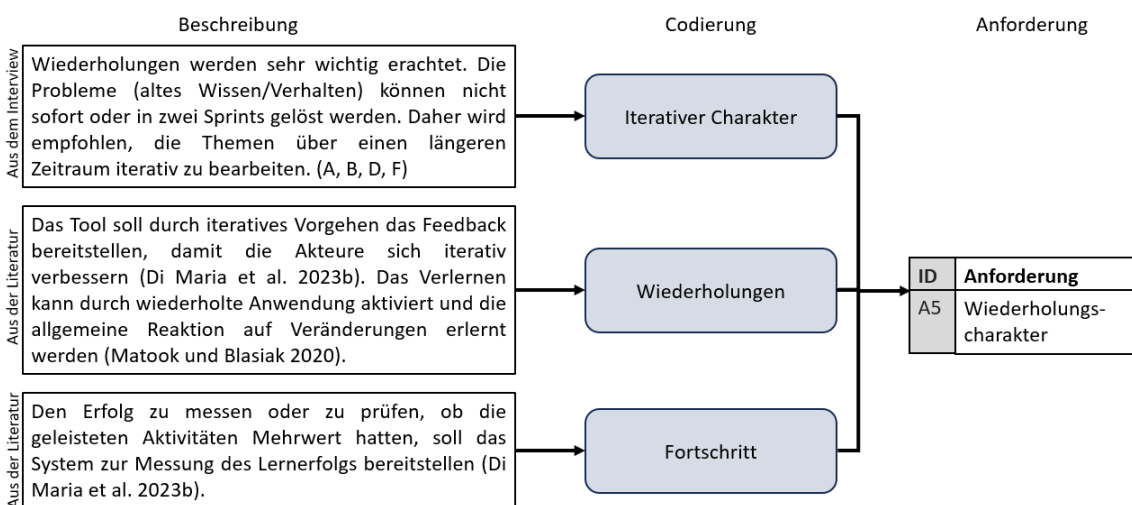 Beschreibung
Codierung
Anforderung
Aus dem Interview
Wiederholungen werden sehr wichtig erachtet. Die
Probleme (altes Wissen/Verhalten) können nicht
sofort oder in zwei Sprints gelöst werden. Daher wird
empfohlen, die Themen über einen längeren
Zeitraum iterativ zu bearbeiten. (A, B, D, F)
Iterativer Charakter
Aus der Literatur
Das Tool soll durch iteratives Vorgehen das Feedback
bereitstellen, damit die Akteure sich iterativ
verbessern (Di Maria et al. 2023b). Das Verlernen
kann durch wiederholte Anwendung aktiviert und die
allgemeine Reaktion auf Veränderungen erlernt
werden (Matook und Blasiak 2020).
Wiederholungen
ID Anforderung
A5 Wiederholungs-
charakter
Aus der Literatur
Den Erfolg zu messen oder zu prüfen, ob die
geleisteten Aktivitäten Mehrwert hatten, soll das
System zur Messung des Lernerfolgs bereitstellen (Di
Maria et al. 2023b).
Fortschritt